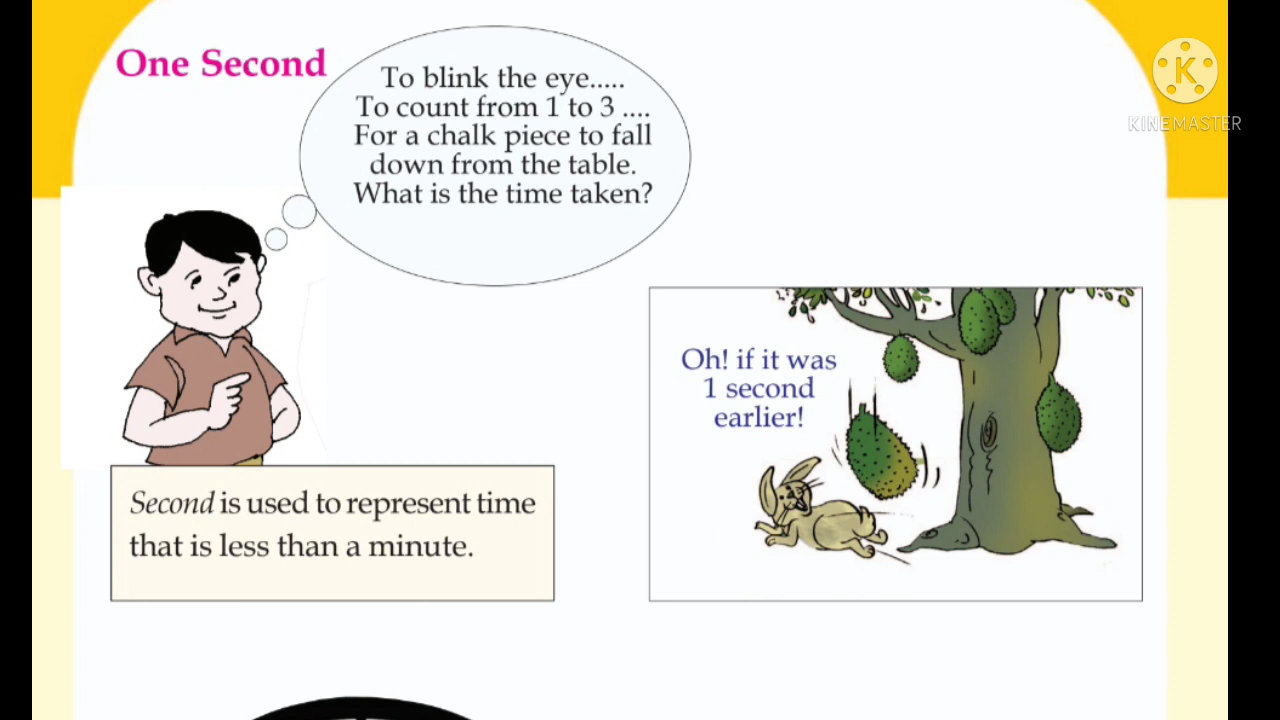 One Second
To blink the eye.....
To count from 1 to 3 ....
For a chalk piece to fall
down from the table.
What is the time taken?
K
KINEMASTER
Oh! if it was
1 second
earlier!
Second is used to represent time
that is less than a minute.